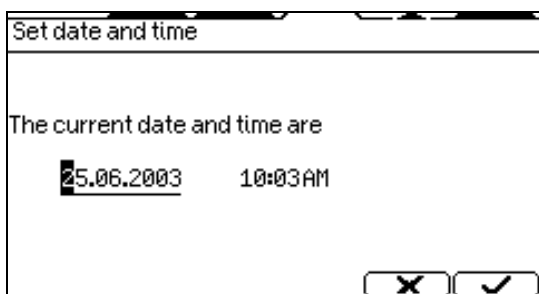 Set date and time
The current date and time are
25.06.2003 10:03AM